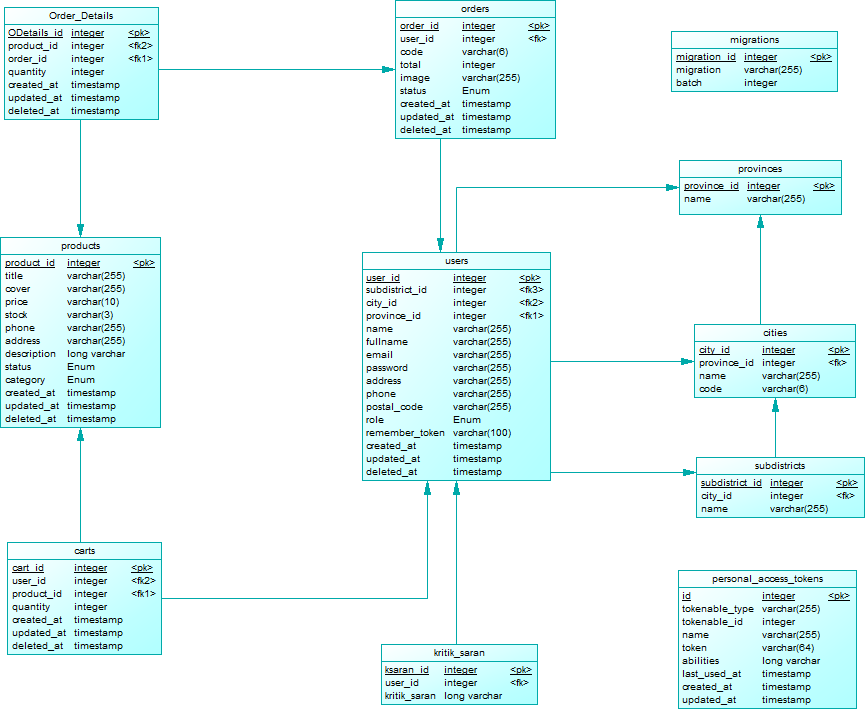 Order_Details
ODetails_id integer <pk>
product_id integer <fk2>
order_id integer <fk1>
quantity integer
created_at timestamp
updated_at timestamp
deleted_at timestamp
orders
order_id integer <pk>
user_id integer <fk>
code varchar(6)
total integer
image varchar(255)
status Enum
created_at timestamp
updated_at timestamp
deleted_at timestamp
migrations
migration_id integer <pk>
migration varchar(255)
batch integer
provinces
province_id integer <pk>
name varchar(255)
products
product_id integer <pk>
title varchar(255)
cover varchar(255)
price varchar(10)
stock varchar(3)
phone varchar(255)
address varchar(255)
description long varchar
status Enum
category Enum
created_at timestamp
updated_at timestamp
deleted_at timestamp
users
user_id integer <pk>
subdistrict_id integer <fk3>
city_id integer <fk2>
province_id integer <fk1>
name varchar(255)
fullname varchar(255)
email varchar(255)
password varchar(255)
address varchar(255)
phone varchar(255)
postal_code varchar(255)
role Enum
remember_token varchar(100)
created_at timestamp
updated_at timestamp
deleted_at timestamp
cities
city_id integer <pk>
province_id integer <fk>
name varchar(255)
code varchar(6)
subdistricts
subdistrict_id integer <pk>
city_id integer <fk>
name varchar(255)
carts
cart_id integer <pk>
user_id integer <fk2>
product_id integer <fk1>
quantity integer
created_at timestamp
updated_at timestamp
deleted_at timestamp
kritik_saran
ksaran_id integer <pk>
user_id integer <fk>
kritik_saran long varchar
personal_access_tokens
id integer <pk>
tokenable_type varchar(255)
tokenable_id integer
name varchar(255)
token varchar(64)
abilities long varchar
last_used_at timestamp
created_at timestamp
updated_at timestamp